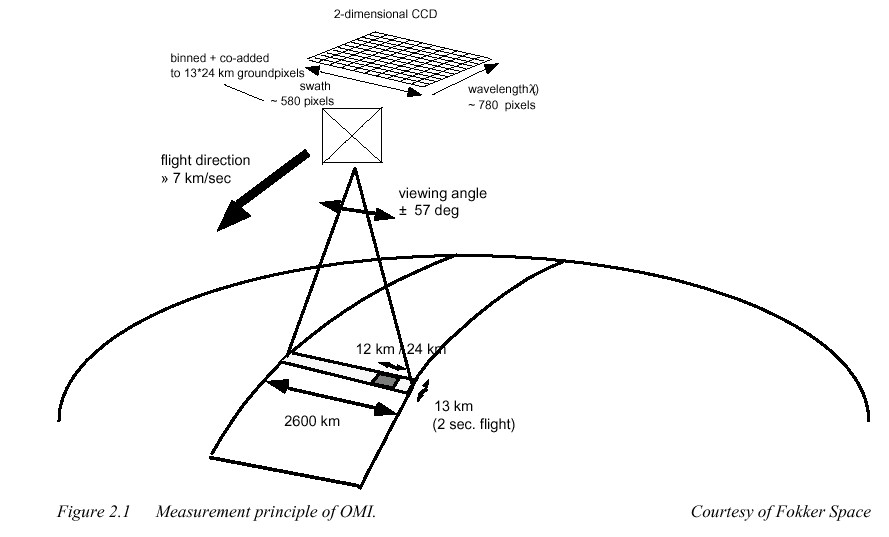 2-dimensional CCD
binned + co-added
to 13*24 km groundpixels
swath
~ 580 pixels
wavelengthλ()
~ 780 pixels
flight direction
» 7 km/sec
viewing angle
± 57 deg
12 km / 24 km
13 km
(2 sec. flight)
2600 km
Figure 2.1 Measurement principle of OMI. Courtesy of Fokker Space